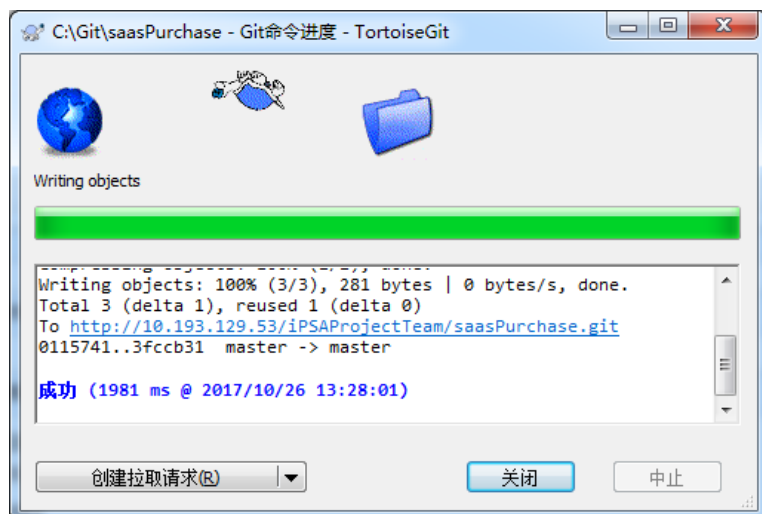 C:\Git\saasPurchase - Git命令进度 - TortoiseGit
Writing objects
Writing objects: 100% (3/3), 281 bytes | 0 bytes/s, done.
Total 3 (delta 1), reused 1 (delta 0)
To http://10.193.129.53/iPSAProjectTeam/saasPurchase.git
0115741..3fccb31  master -> master
成功 (1981 ms @ 2017/10/26 13:28:01)
创建拉取请求(R)
关闭
中止